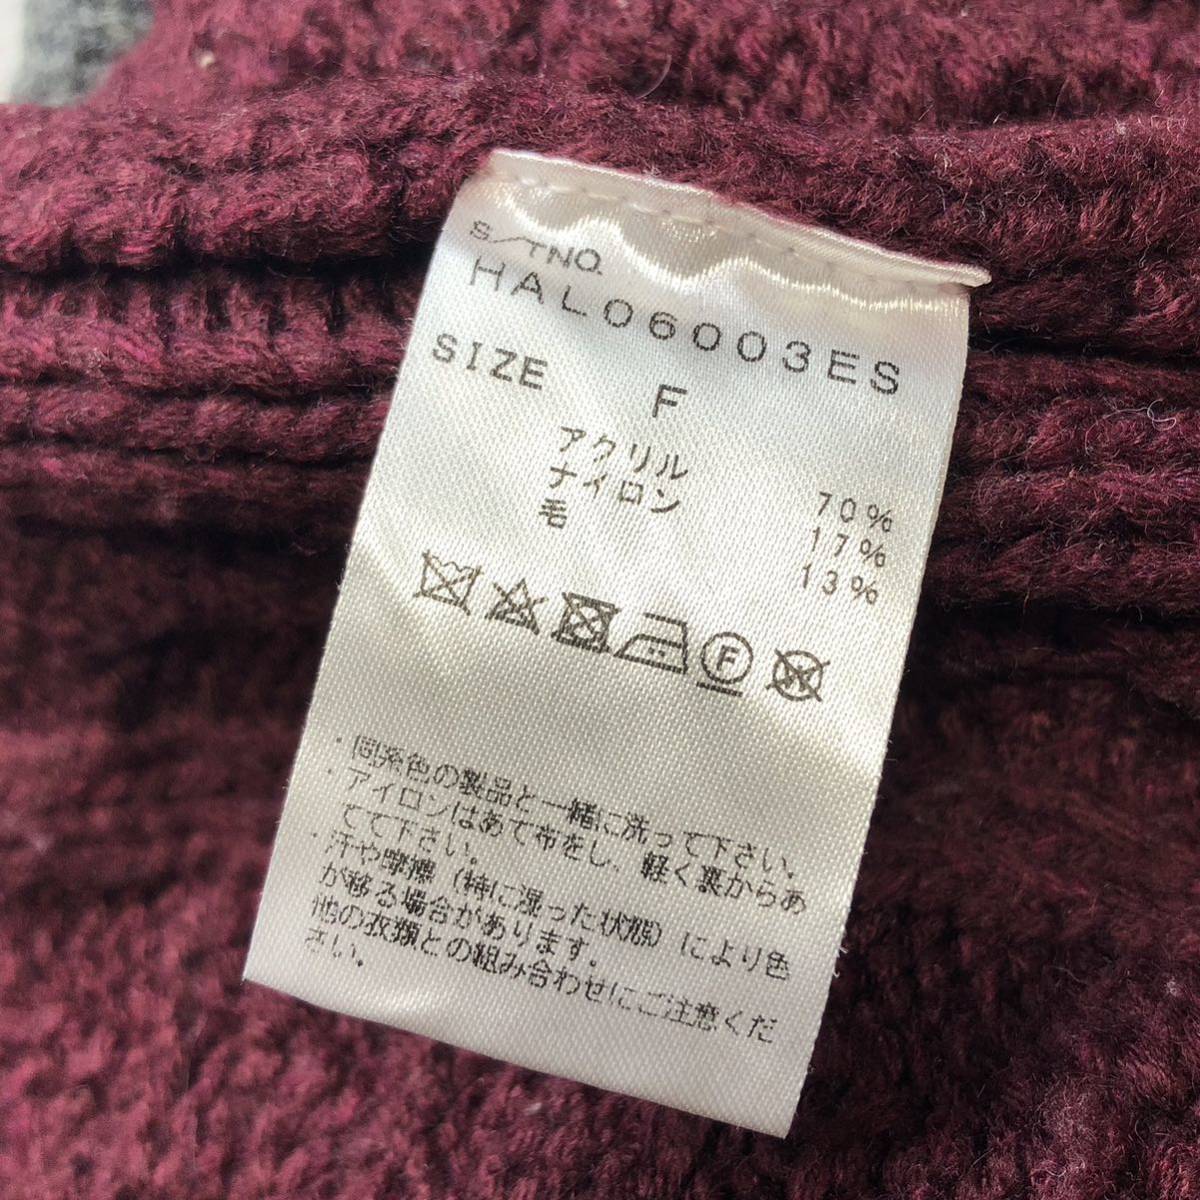 S/TNO.
HAL06003ES
SIZE F
アクリル 70%
ナイロン 17%
毛 13%
F
・同系色の製品と一緒に洗って下さい。
・アイロンはあて布をし、軽く裏からあ
てて下さい。
・汗や摩擦（特に湿った状態）により色
が移る場合があります。
他の衣類との組み合わせにご注意くだ
さい。